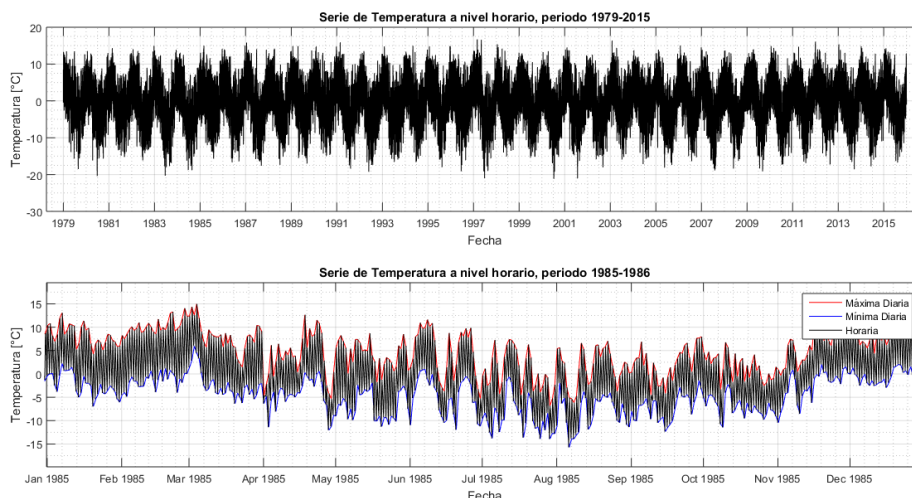 Serie de Temperatura a nivel horario, periodo 1979-2015
Temperatura [°C]
20
10
0
-10
-20
-30
1979 1981 1983 1985 1987 1989 1991 1993 1995 1997 1999 2001 2003 2005 2007 2009 2011 2013 2015
Fecha
Serie de Temperatura a nivel horario, periodo 1985-1986
Temperatura [°C]
15
10
5
0
-5
-10
-15
Máxima Diaria
Mínima Diaria
Horaria
Jan 1985 Feb 1985 Mar 1985 Apr 1985 May 1985 Jun 1985 Jul 1985 Aug 1985 Sep 1985 Oct 1985 Nov 1985 Dec 1985
Fecha